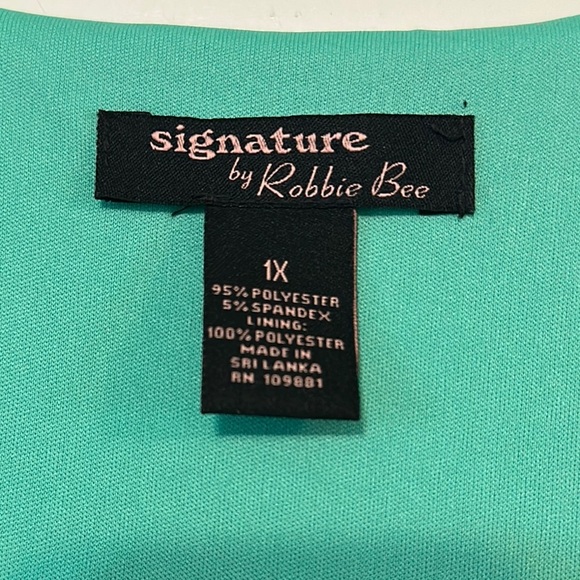 signature
by Robbie Bee
1X
95% POLYESTER
5% SPANDEX
LINING:
100% POLYESTER
MADE IN
SRI LANKA
RN 109881